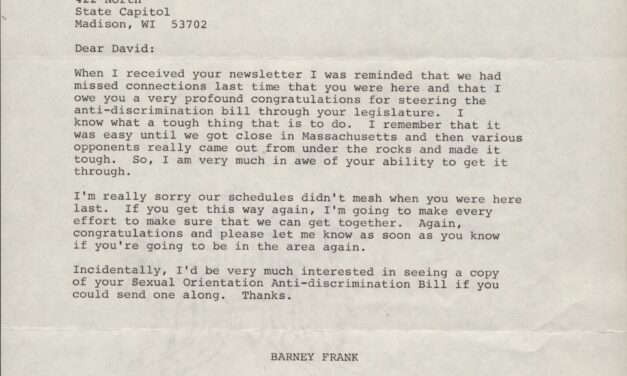 422 North
State Capitol
Madison, WI 53702
Dear David:
When I received your newsletter I was reminded that we had
missed connections last time that you were here and that I
owe you a very profound congratulations for steering the
anti-discrimination bill through your legislature. I
know what a tough thing that is to do. I remember that it
was easy until we got close in Massachusetts and then various
opponents really came out from under the rocks and made it
tough. So, I am very much in awe of your ability to get it
through.
I'm really sorry our schedules didn't mesh when you were here
last. If you get this way again, I'm going to make every
effort to make sure that we can get together. Again,
congratulations and please let me know as soon as you know
if you're going to be in the area again.
Incidentally, I'd be very much interested in seeing a copy
of your Sexual Orientation Anti-discrimination Bill if you
could send one along. Thanks.
BARNEY FRANK